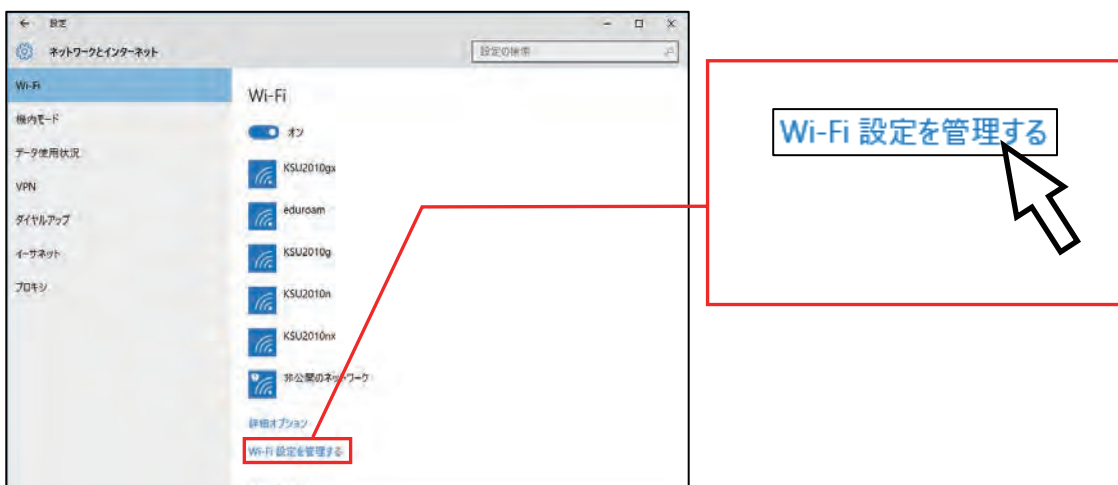 設定
ネットワークとインターネット
設定の検索
Wi-Fi
機内モード
データ使用状況
VPN
ダイヤルアップ
イーサネット
プロキシ
Wi-Fi
オン
KSU2010gx
eduroam
KSU2010g
KSU2010n
KSU2010nx
非公開のネットワーク
詳細オプション
Wi-Fi 設定を管理する
Wi-Fi 設定を管理する